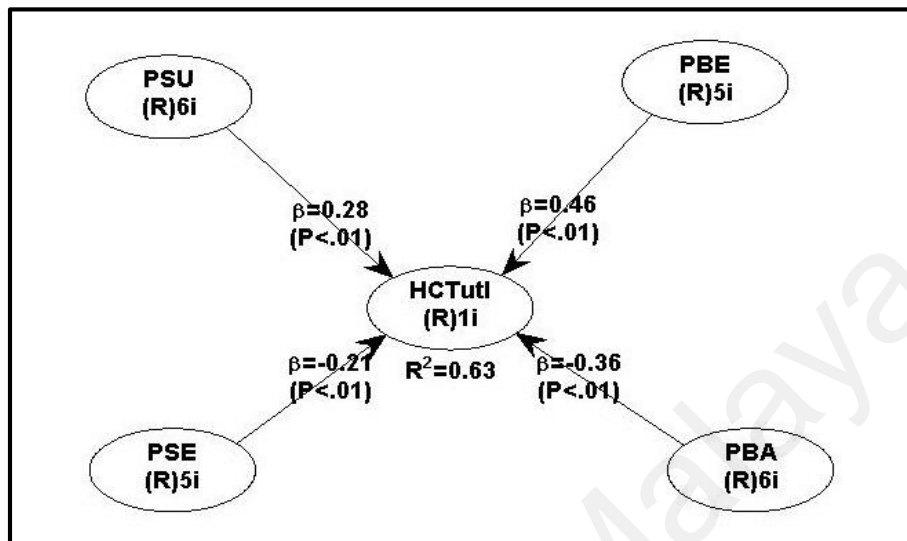 PSU
(R)6i
PBE
(R)5i
β=0.28
(P<.01)
β=0.46
(P<.01)
HCTutl
(R)1i
R²=0.63
β=-0.21
(P<.01)
β=-0.36
(P<.01)
PSE
(R)5i
PBA
(R)6i
Malaya